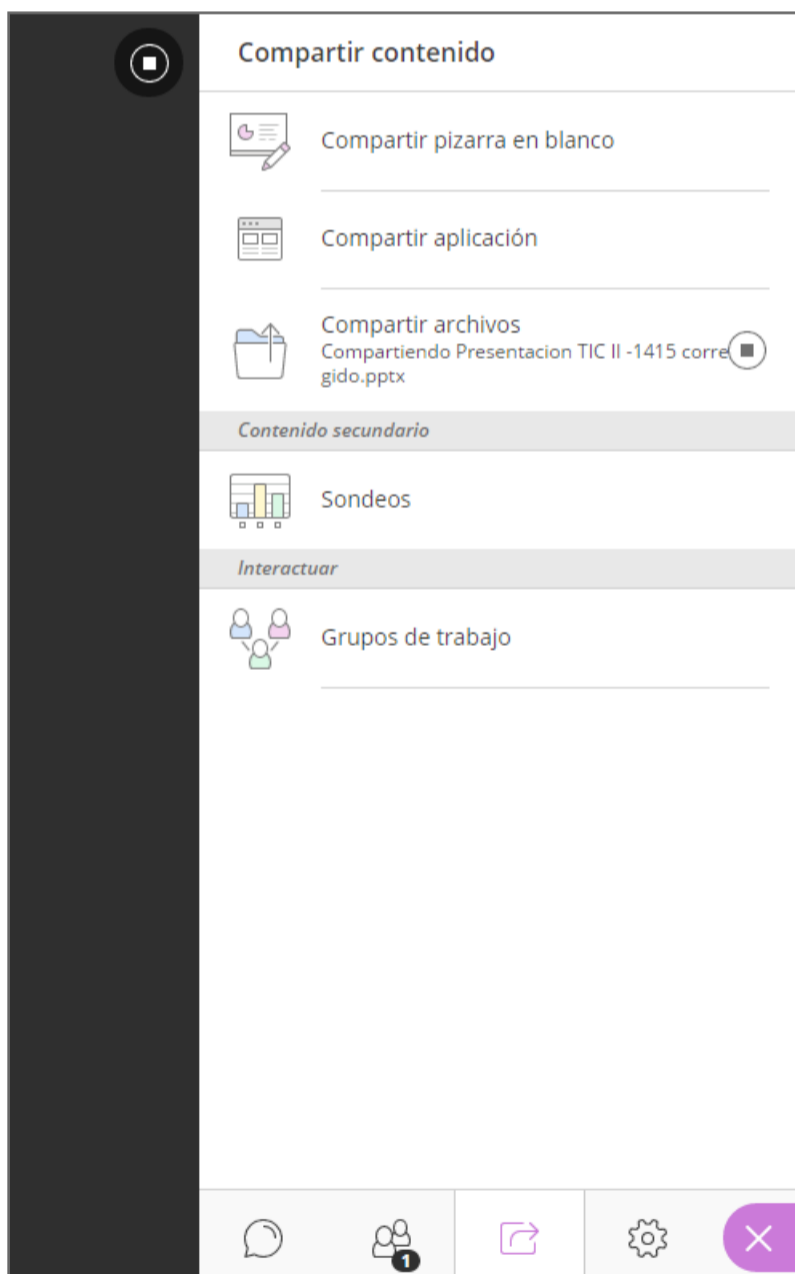 Compartir contenido
Compartir pizarra en blanco
Compartir aplicación
Compartir archivos
Compartiendo Presentacion TIC II -1415 corre
gido.pptx
Contenido secundario
Sondeos
Interactuar
Grupos de trabajo
1